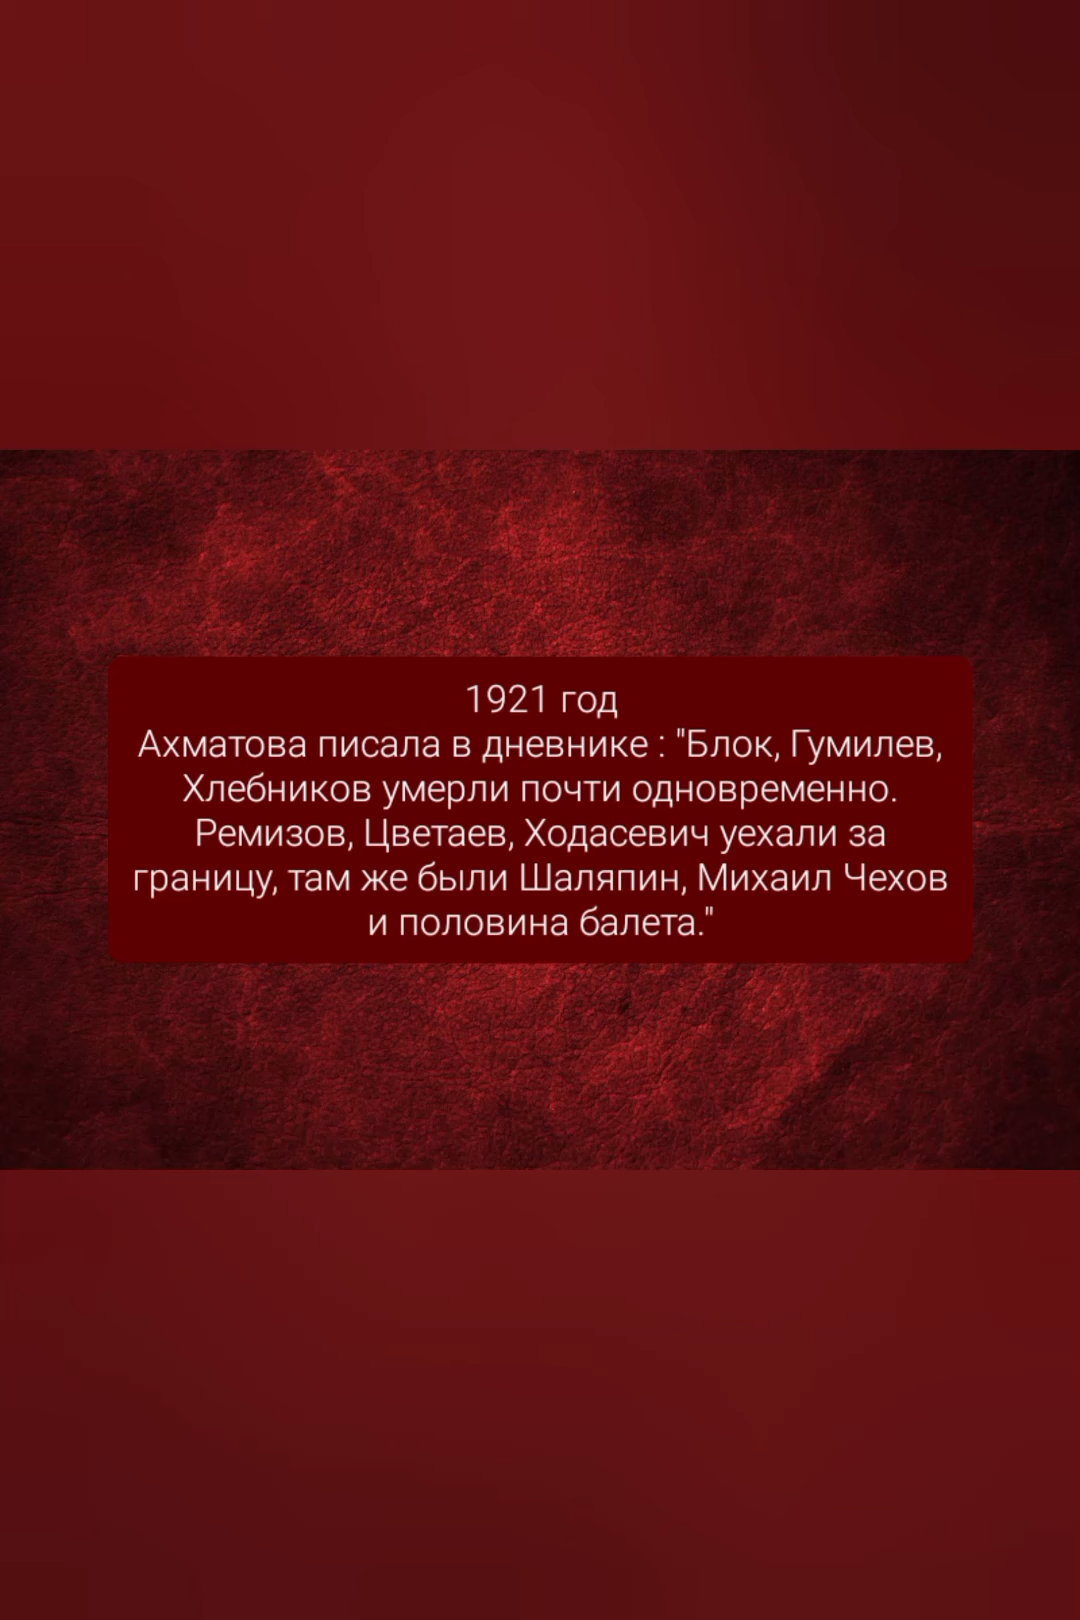 1921 год
Ахматова писала в дневнике : "Блок, Гумилев,
Хлебников умерли почти одновременно.
Ремизов, Цветаев, Ходасевич уехали за
границу, там же были Шаляпин, Михаил Чехов
и половина балета."